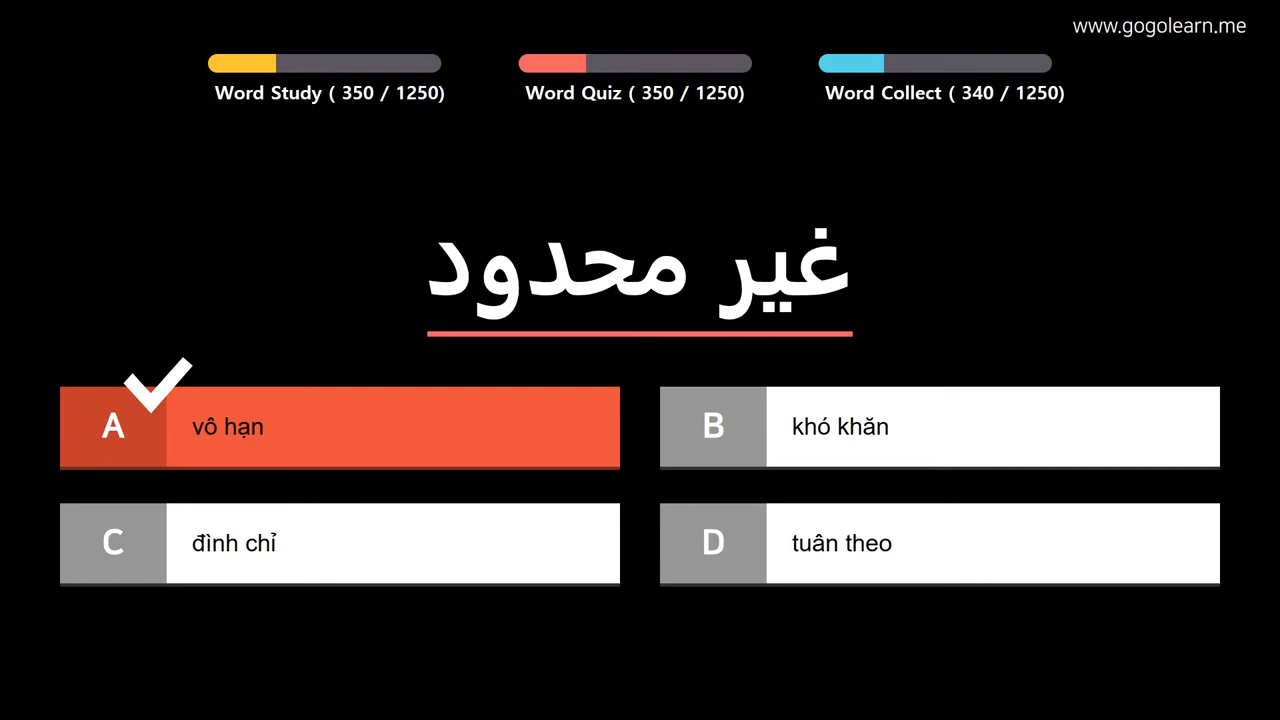 www.gogolearn.me
Word Study ( 350 / 1250)
Word Quiz ( 350 / 1250)
Word Collect ( 340 / 1250)
غير محدود
A
vô hạn
B
khó khăn
C
đình chỉ
D
tuân theo